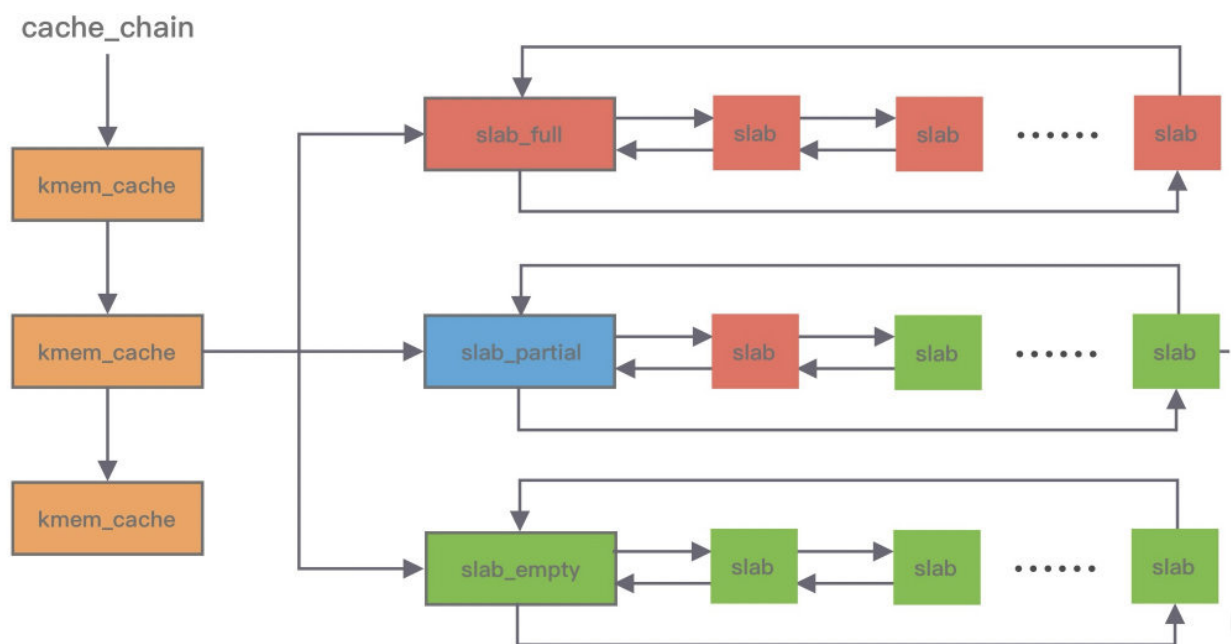 cache_chain
kmem_cache
kmem_cache
kmem_cache
slab_full
slab
slab
......
slab
slab_partial
slab
slab
......
slab
slab_empty
slab
slab
......
slab